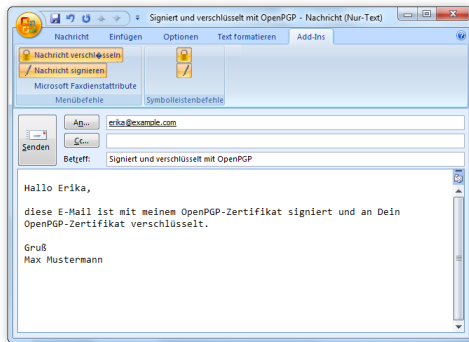 Signiert und verschlüsselt mit OpenPGP - Nachricht (Nur-Text)
Nachricht Einfügen Optionen Text formatieren Add-Ins
Nachricht verschl�sseln
Nachricht signieren
Microsoft Faxdienstattribute
Menübefehle Symbolleistenbefehle
Senden
An... erika@example.com
Cc...
Betreff: Signiert und verschlüsselt mit OpenPGP
Hallo Erika,
diese E-Mail ist mit meinem OpenPGP-Zertifikat signiert und an Dein
OpenPGP-Zertifikat verschlüsselt.
Gruß
Max Mustermann